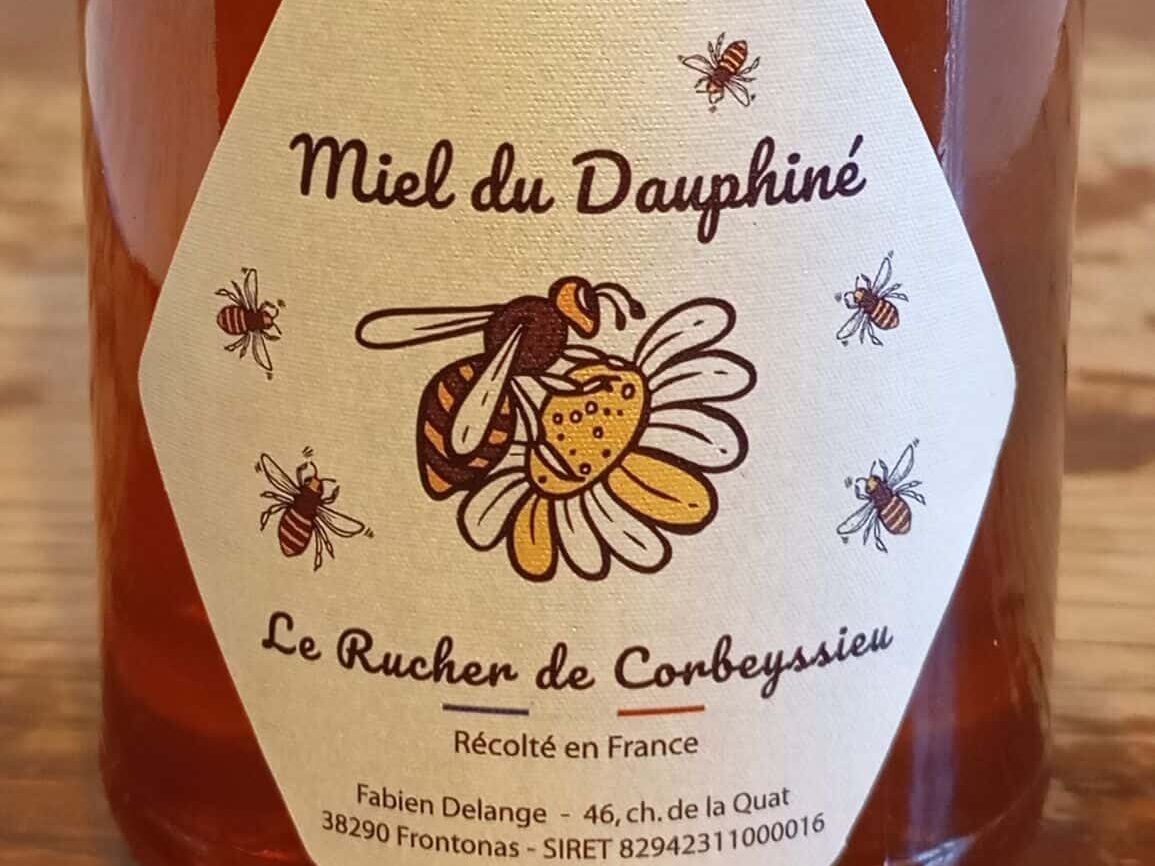 Miel du Dauphiné
Le Rucher de Corbeyssieu
Récolté en France
Fabien Delange - 46, ch. de la Quat
38290 Frontonas - SIRET 82942311000016